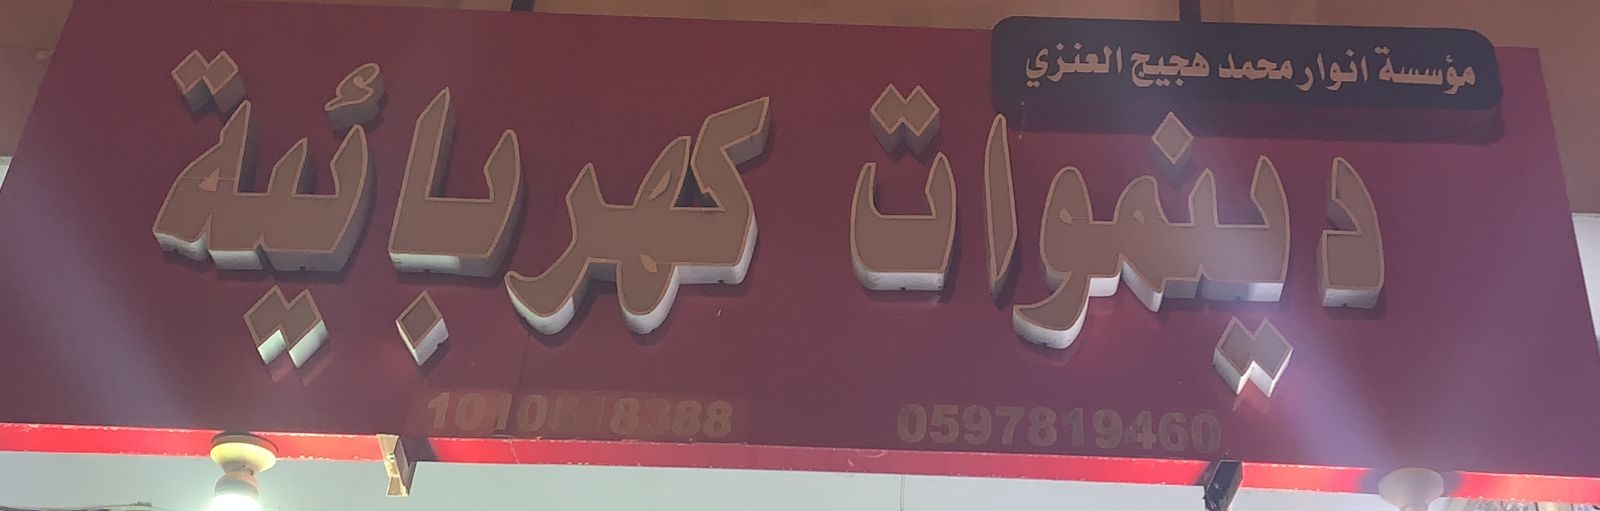 مؤسسة انوار محمد هجيج العنزي
دينموات كهربائية
0597819460 1010618388